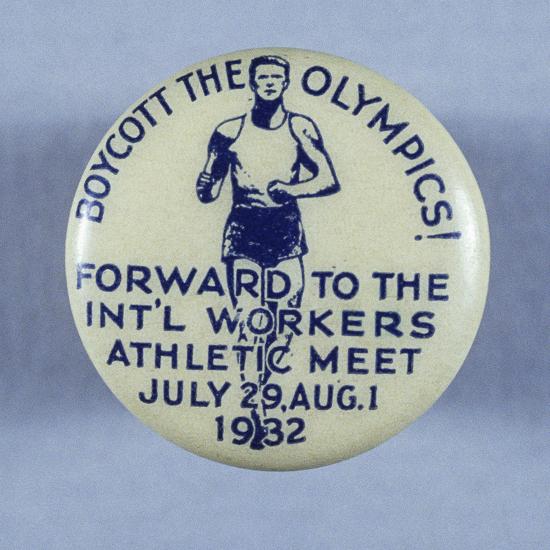 BOYCOTT THE OLYMPICS!
FORWARD TO THE
INT'L WORKERS
ATHLETIC MEET
JULY 29, AUG. 1
1932